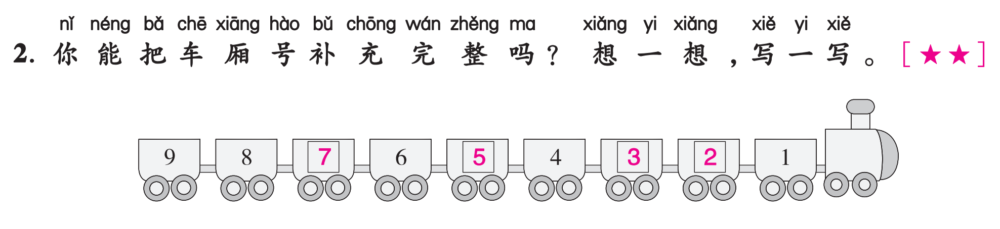 nǐ néng bǎ chē xiāng hào bǔ chōng wán zhěng ma xiǎng yi xiǎng xiě yi xiě
2. 你能把车厢号补充完整吗？想一想，写一写。[★★]
9 8 7 6 5 4 3 2 1